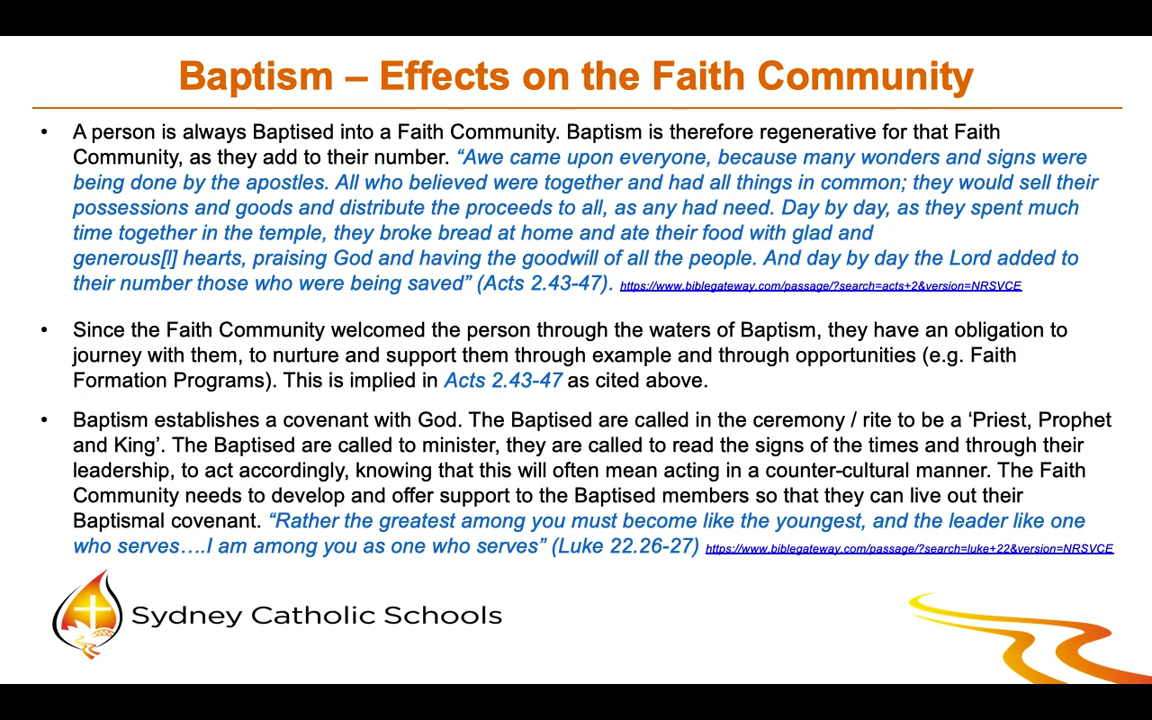 Baptism – Effects on the Faith Community
• A person is always Baptised into a Faith Community. Baptism is therefore regenerative for that Faith
Community, as they add to their number. “Awe came upon everyone, because many wonders and signs were
being done by the apostles. All who believed were together and had all things in common; they would sell their
possessions and goods and distribute the proceeds to all, as any had need. Day by day, as they spent much
time together in the temple, they broke bread at home and ate their food with glad and
generous[l] hearts, praising God and having the goodwill of all the people. And day by day the Lord added to
their number those who were being saved” (Acts 2.43-47). https://www.biblegateway.com/passage/?search=acts+2&version=NRSVCE
• Since the Faith Community welcomed the person through the waters of Baptism, they have an obligation to
journey with them, to nurture and support them through example and through opportunities (e.g. Faith
Formation Programs). This is implied in Acts 2.43-47 as cited above.
• Baptism establishes a covenant with God. The Baptised are called in the ceremony / rite to be a ‘Priest, Prophet
and King’. The Baptised are called to minister, they are called to read the signs of the times and through their
leadership, to act accordingly, knowing that this will often mean acting in a counter-cultural manner. The Faith
Community needs to develop and offer support to the Baptised members so that they can live out their
Baptismal covenant. “Rather the greatest among you must become like the youngest, and the leader like one
who serves….I am among you as one who serves” (Luke 22.26-27) https://www.biblegateway.com/passage/?search=luke+22&version=NRSVCE
Sydney Catholic Schools